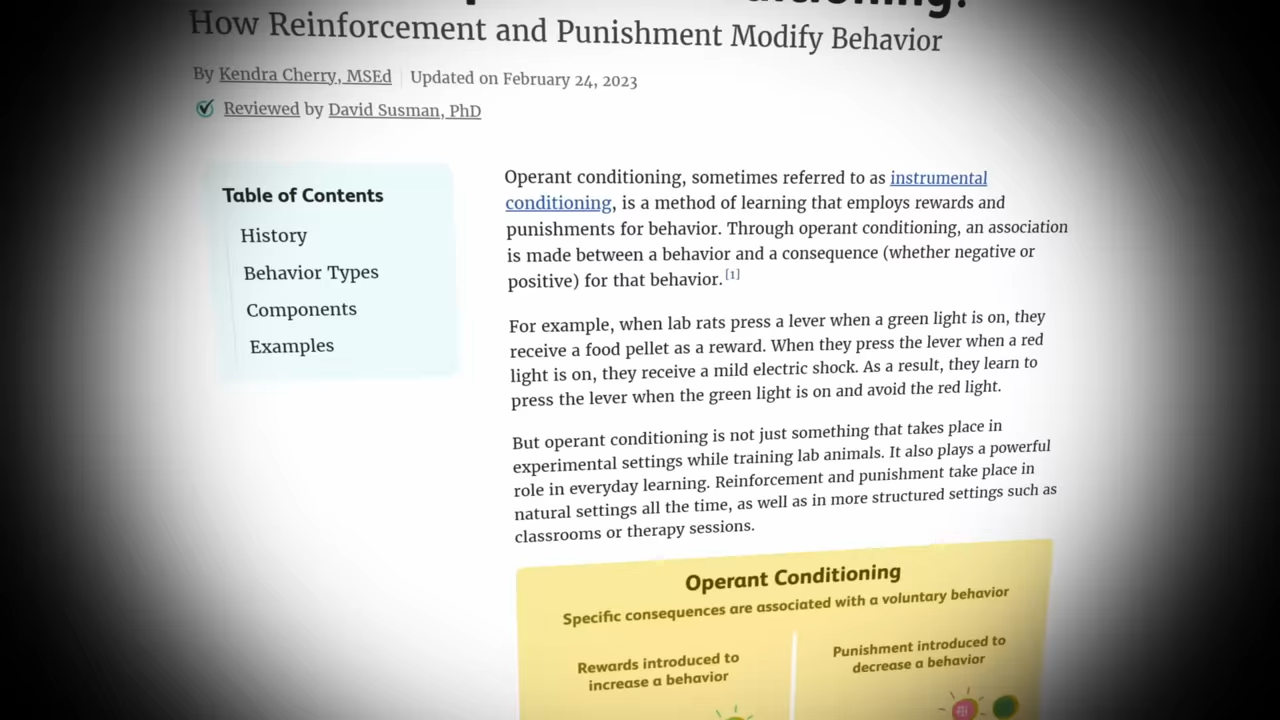 How Reinforcement and Punishment Modify Behavior
By Kendra Cherry, MSEd Updated on February 24, 2023
Reviewed by David Susman, PhD
Table of Contents
History
Behavior Types
Components
Examples
Operant conditioning, sometimes referred to as instrumental
conditioning, is a method of learning that employs rewards and
punishments for behavior. Through operant conditioning, an association
is made between a behavior and a consequence (whether negative or
positive) for that behavior. [1]
For example, when lab rats press a lever when a green light is on, they
receive a food pellet as a reward. When they press the lever when a red
light is on, they receive a mild electric shock. As a result, they learn to
press the lever when the green light is on and avoid the red light.
But operant conditioning is not just something that takes place in
experimental settings while training lab animals. It also plays a powerful
role in everyday learning. Reinforcement and punishment take place in
natural settings all the time, as well as in more structured settings such as
classrooms or therapy sessions.
Operant Conditioning
Specific consequences are associated with a voluntary behavior
Rewards introduced to
increase a behavior
Punishment introduced to
decrease a behavior